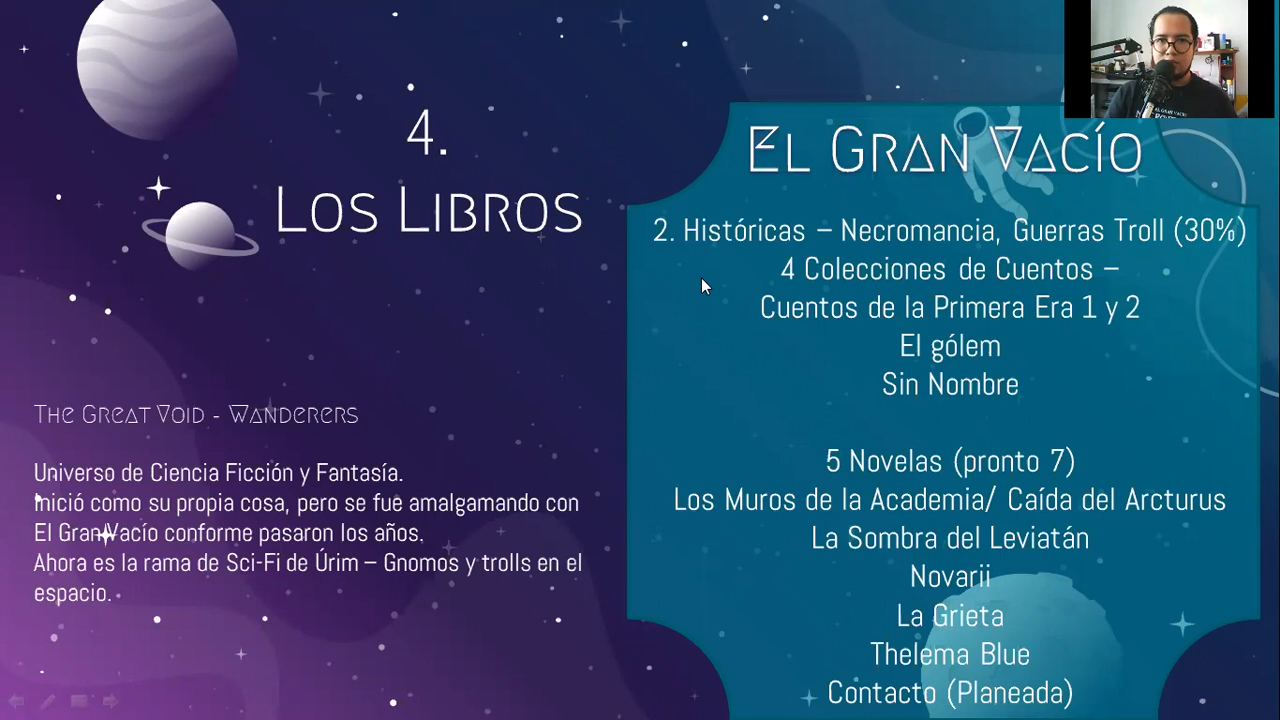 4.
Los Libros
The Great Void - Wanderers
Universo de Ciencia Ficción y Fantasía.
Inició como su propia cosa, pero se fue amalgamando con
El Gran Vacío conforme pasaron los años.
Ahora es la rama de Sci-Fi de Úrim – Gnomos y trolls en el
espacio.
El Gran Vacío
2. Históricas – Necromancia, Guerras Troll (30%)
4 Colecciones de Cuentos –
Cuentos de la Primera Era 1 y 2
El gólem
Sin Nombre
5 Novelas (pronto 7)
Los Muros de la Academia/ Caída del Arcturus
La Sombra del Leviatán
Novarii
La Grieta
Thelema Blue
Contacto (Planeada)